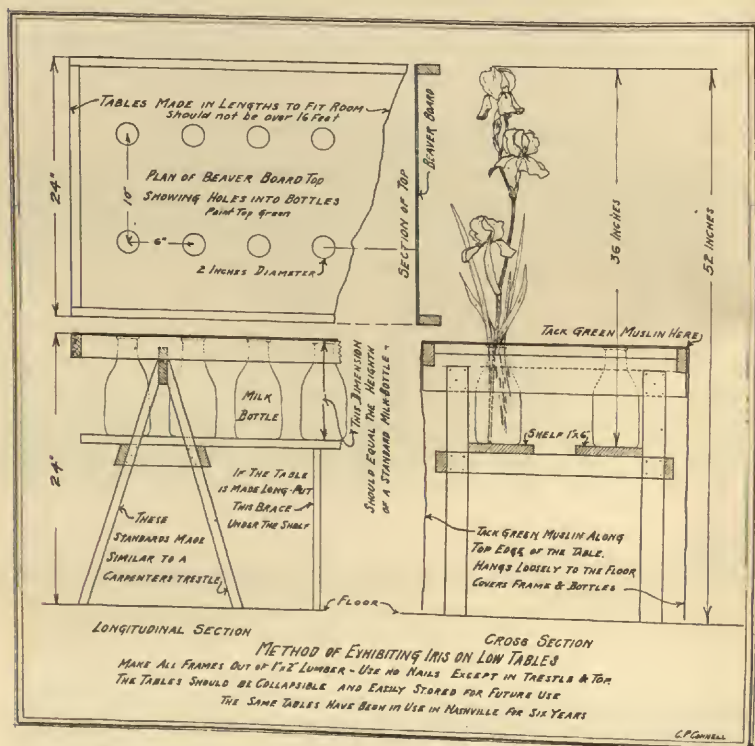 24"
TABLES MADE IN LENGTHS TO FIT ROOM
Should not be over 16 Feet
PLAN OF BEAVER BOARD TOP
SHOWING HOLES INTO BOTTLES
Paint Top Green
10"
6"
2 INCHES DIAMETER
SECTION OF TOP
BEAVER BOARD
36 INCHES
52 INCHES
24"
MILK
BOTTLE
THIS DIMENSION
SHOULD EQUAL THE HEIGHTH
OF A STANDARD MILK-BOTTLE-
THESE
STANDARDS MADE
SIMILAR TO A
CARPENTERS TRESTLE
IF THE TABLE
IS MADE LONG-PUT
THIS BRACE
UNDER THE SHELF
TACK GREEN MUSLIN HERE
SHELF 1"X6"
TACK GREEN MUSLIN ALONG
TOP EDGE OF THE TABLE.
HANGS LOOSELY TO THE FLOOR
COVERS FRAME & BOTTLES
FLOOR
LONGITUDINAL SECTION
CROSS SECTION
METHOD OF EXHIBITING IRIS ON LOW TABLES
MAKE ALL FRAMES OUT OF 1"X2" LUMBER - USE NO NAILS EXCEPT IN TRESTLE & TOP
THE TABLES SHOULD BE COLLAPSIBLE AND EASILY STORED FOR FUTURE USE
THE SAME TABLES HAVE BEEN IN USE IN NASHVILLE FOR SIX YEARS
C.P. CONNELL